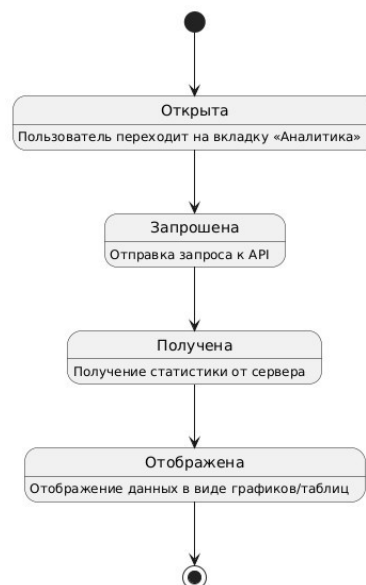 Открыта
Пользователь переходит на вкладку «Аналитика»
Запрошена
Отправка запроса к API
Получена
Получение статистики от сервера
Отображена
Отображение данных в виде графиков/таблиц